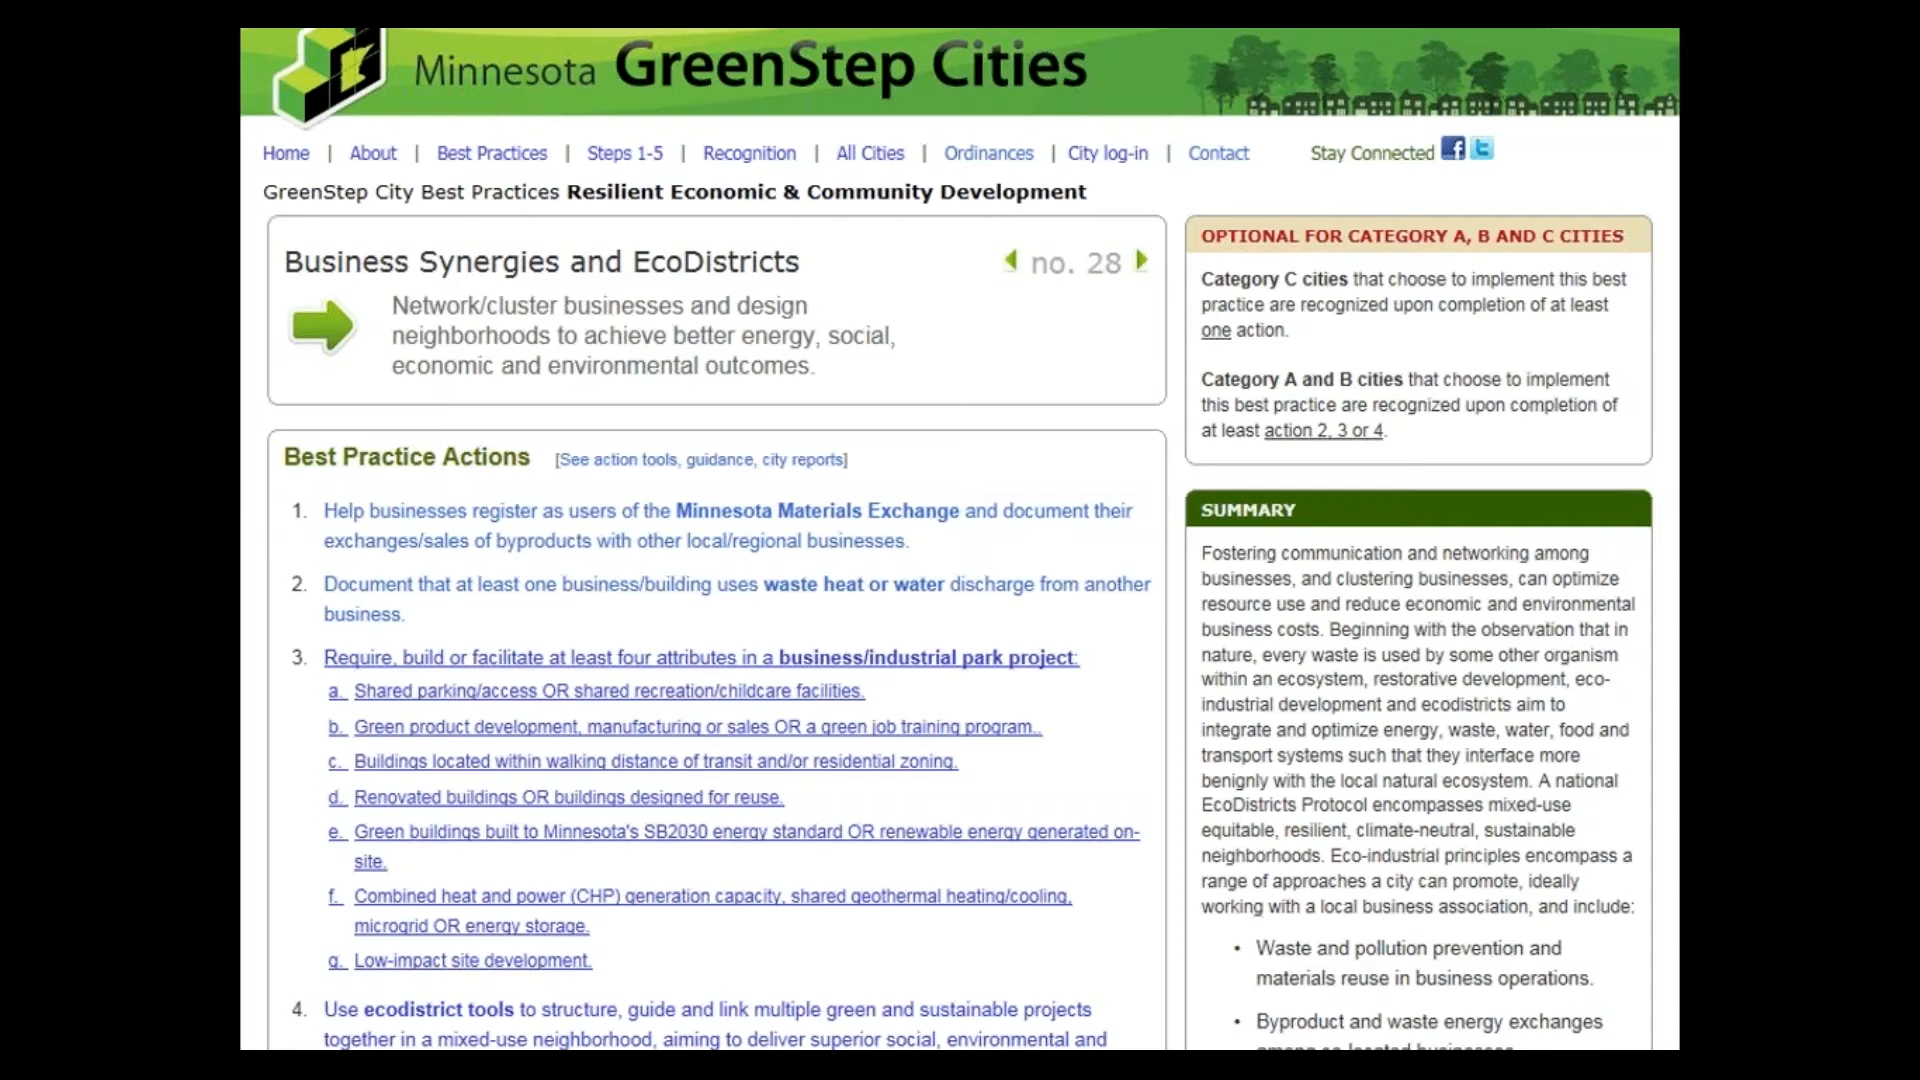 Minnesota GreenStep Cities
Home | About | Best Practices | Steps 1-5 | Recognition | All Cities | Ordinances | City log-in | Contact Stay Connected
GreenStep City Best Practices Resilient Economic & Community Development
Business Synergies and EcoDistricts no. 28
Network/cluster businesses and design
neighborhoods to achieve better energy, social,
economic and environmental outcomes.
Best Practice Actions [See action tools, guidance, city reports]
1. Help businesses register as users of the Minnesota Materials Exchange and document their
exchanges/sales of byproducts with other local/regional businesses.
2. Document that at least one business/building uses waste heat or water discharge from another
business.
3. Require, build or facilitate at least four attributes in a business/industrial park project:
a. Shared parking/access OR shared recreation/childcare facilities.
b. Green product development, manufacturing or sales OR a green job training program..
c. Buildings located within walking distance of transit and/or residential zoning.
d. Renovated buildings OR buildings designed for reuse.
e. Green buildings built to Minnesota's SB2030 energy standard OR renewable energy generated on-
site.
f. Combined heat and power (CHP) generation capacity, shared geothermal heating/cooling,
microgrid OR energy storage.
g. Low-impact site development.
4. Use ecodistrict tools to structure, guide and link multiple green and sustainable projects
together in a mixed-use neighborhood, aiming to deliver superior social, environmental and
OPTIONAL FOR CATEGORY A, B AND C CITIES
Category C cities that choose to implement this best
practice are recognized upon completion of at least
one action.
Category A and B cities that choose to implement
this best practice are recognized upon completion of
at least action 2, 3 or 4.
SUMMARY
Fostering communication and networking among
businesses, and clustering businesses, can optimize
resource use and reduce economic and environmental
business costs. Beginning with the observation that in
nature, every waste is used by some other organism
within an ecosystem, restorative development, eco-
industrial development and ecodistricts aim to
integrate and optimize energy, waste, water, food and
transport systems such that they interface more
benignly with the local natural ecosystem. A national
EcoDistricts Protocol encompasses mixed-use
equitable, resilient, climate-neutral, sustainable
neighborhoods. Eco-industrial principles encompass a
range of approaches a city can promote, ideally
working with a local business association, and include:
• Waste and pollution prevention and
materials reuse in business operations.
• Byproduct and waste energy exchanges